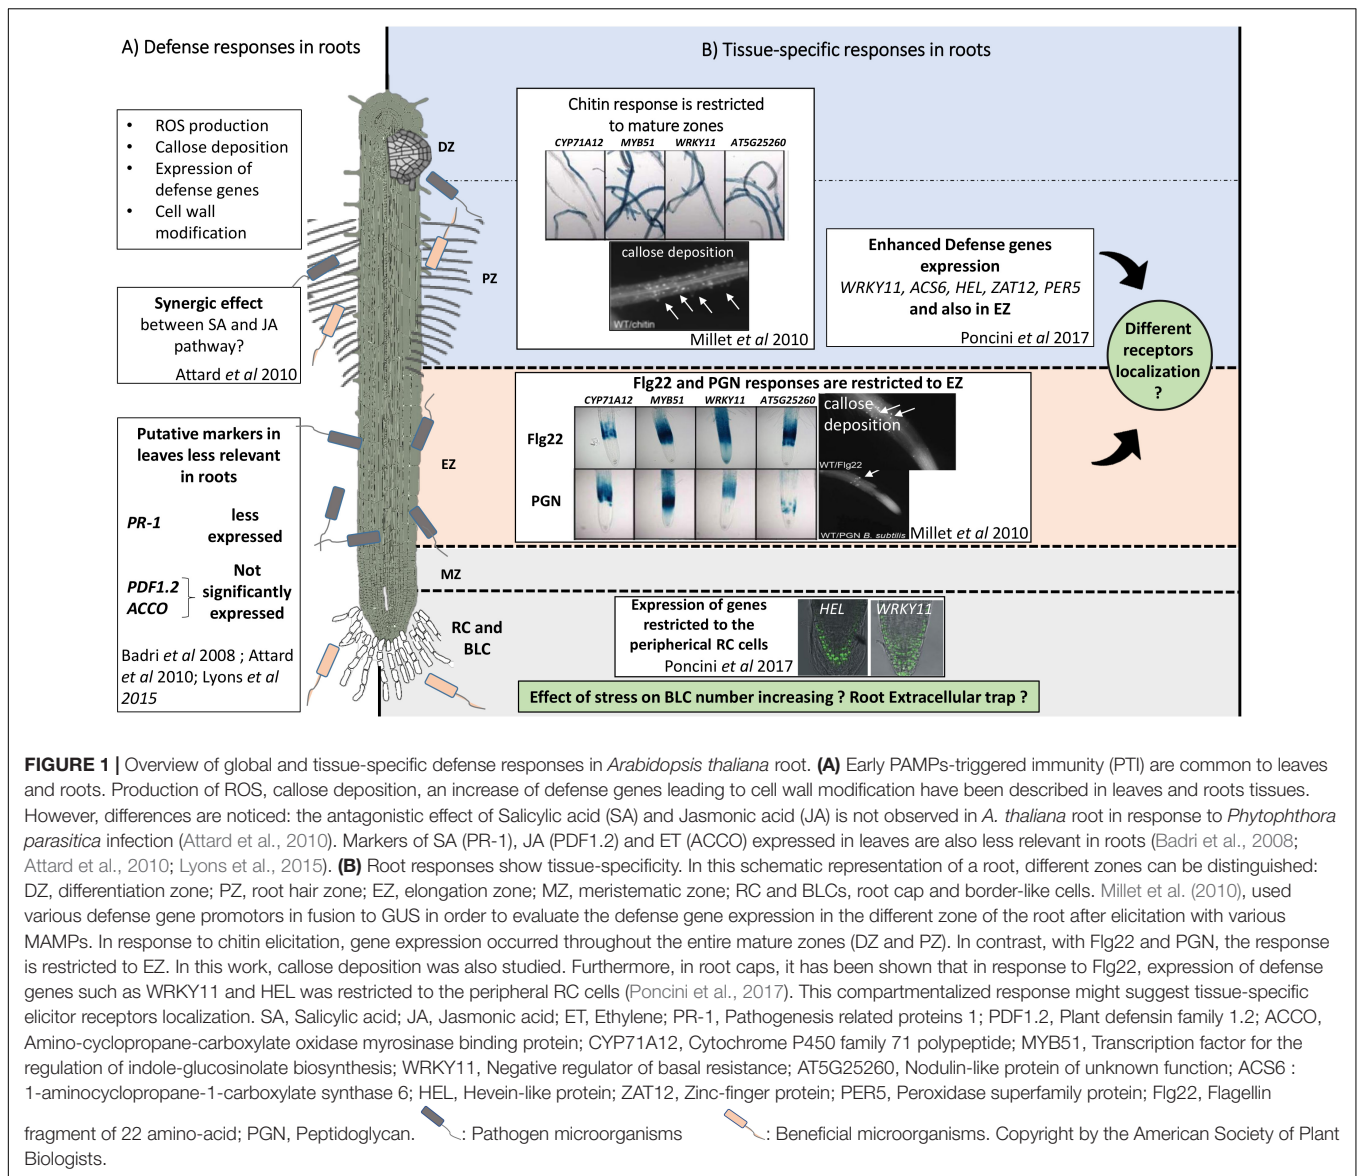 A) Defense responses in roots
B) Tissue-specific responses in roots
• ROS production
• Callose deposition
• Expression of
defense genes
• Cell wall
modification
Synergic effect
between SA and JA
pathway?
Attard et al 2010
Putative markers in
leaves less relevant
in roots
PR-1
less
expressed
PDF1.2
ACCO
Not
significantly
expressed
Badri et al 2008 ; Attard
et al 2010; Lyons et al
2015
DZ
PZ
EZ
MZ
RC and
BLC
Chitin response is restricted
to mature zones
CYP71A12 MYB51 WRKY11 AT5G25260
callose deposition
WT/chitin
Millet et al 2010
Enhanced Defense genes
expression
WRKY11, ACS6, HEL, ZAT12, PER5
and also in EZ
Poncini et al 2017
Different
receptors
localization
?
Flg22 and PGN responses are restricted to EZ
CYP71A12 MYB51 WRKY11 AT5G25260
Flg22
PGN
callose
deposition
WT/Flg22
WT/PGN B. subtilis
Millet et al 2010
Expression of genes
restricted to the
peripherical RC cells
Poncini et al 2017
HEL WRKY11
Effect of stress on BLC number increasing ? Root Extracellular trap ?
FIGURE 1 | Overview of global and tissue-specific defense responses in Arabidopsis thaliana root. (A) Early PAMPs-triggered immunity (PTI) are common to leaves
and roots. Production of ROS, callose deposition, an increase of defense genes leading to cell wall modification have been described in leaves and roots tissues.
However, differences are noticed: the antagonistic effect of Salicylic acid (SA) and Jasmonic acid (JA) is not observed in A. thaliana root in response to Phytophthora
parasitica infection (Attard et al., 2010). Markers of SA (PR-1), JA (PDF1.2) and ET (ACCO) expressed in leaves are also less relevant in roots (Badri et al., 2008;
Attard et al., 2010; Lyons et al., 2015). (B) Root responses show tissue-specificity. In this schematic representation of a root, different zones can be distinguished:
DZ, differentiation zone; PZ, root hair zone; EZ, elongation zone; MZ, meristematic zone; RC and BLCs, root cap and border-like cells. Millet et al. (2010), used
various defense gene promotors in fusion to GUS in order to evaluate the defense gene expression in the different zone of the root after elicitation with various
MAMPs. In response to chitin elicitation, gene expression occurred throughout the entire mature zones (DZ and PZ). In contrast, with Flg22 and PGN, the response
is restricted to EZ. In this work, callose deposition was also studied. Furthermore, in root caps, it has been shown that in response to Flg22, expression of defense
genes such as WRKY11 and HEL was restricted to the peripheral RC cells (Poncini et al., 2017). This compartmentalized response might suggest tissue-specific
elicitor receptors localization. SA, Salicylic acid; JA, Jasmonic acid; ET, Ethylene; PR-1, Pathogenesis related proteins 1; PDF1.2, Plant defensin family 1.2; ACCO,
Amino-cyclopropane-carboxylate oxidase myrosinase binding protein; CYP71A12, Cytochrome P450 family 71 polypeptide; MYB51, Transcription factor for the
regulation of indole-glucosinolate biosynthesis; WRKY11, Negative regulator of basal resistance; AT5G25260, Nodulin-like protein of unknown function; ACS6 :
1-aminocyclopropane-1-carboxylate synthase 6; HEL, Hevein-like protein; ZAT12, Zinc-finger protein; PER5, Peroxidase superfamily protein; Flg22, Flagellin
fragment of 22 amino-acid; PGN, Peptidoglycan. : Pathogen microorganisms : Beneficial microorganisms. Copyright by the American Society of Plant
Biologists.